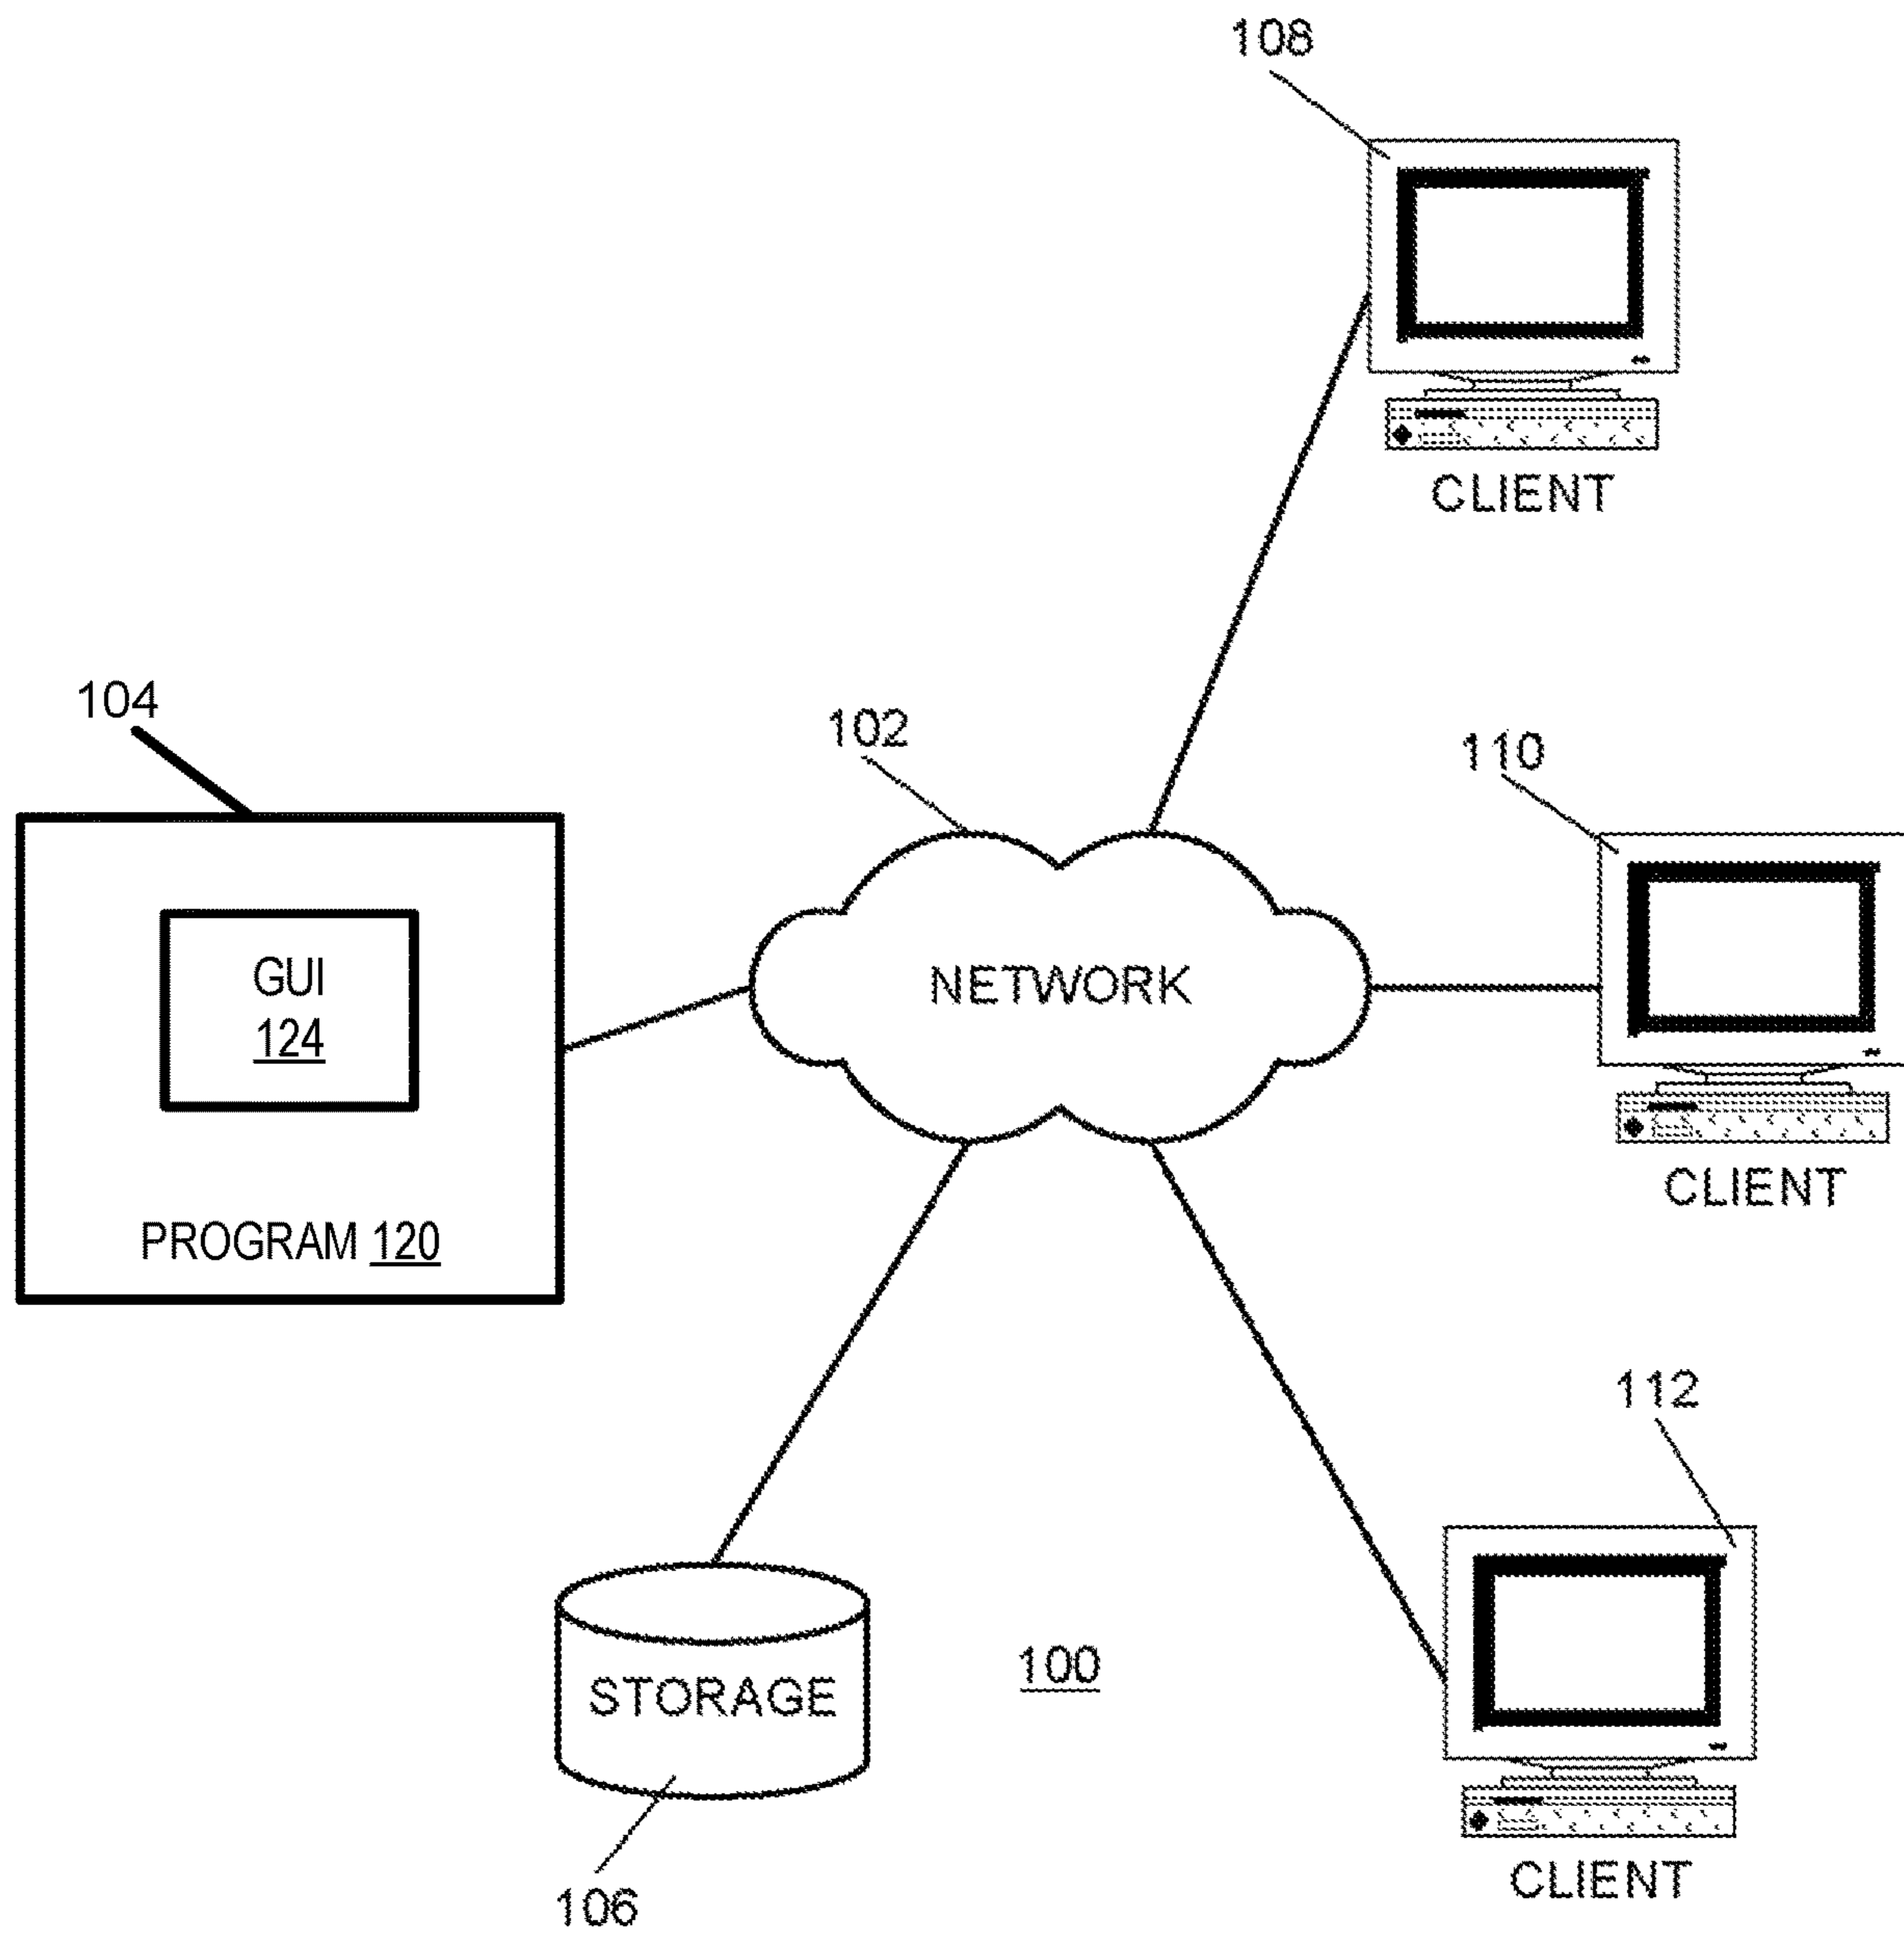 108
CLIENT
104
102
110
GUI
124
NETWORK
PROGRAM 120
CLIENT
112
100
STORAGE
106
CLIENT